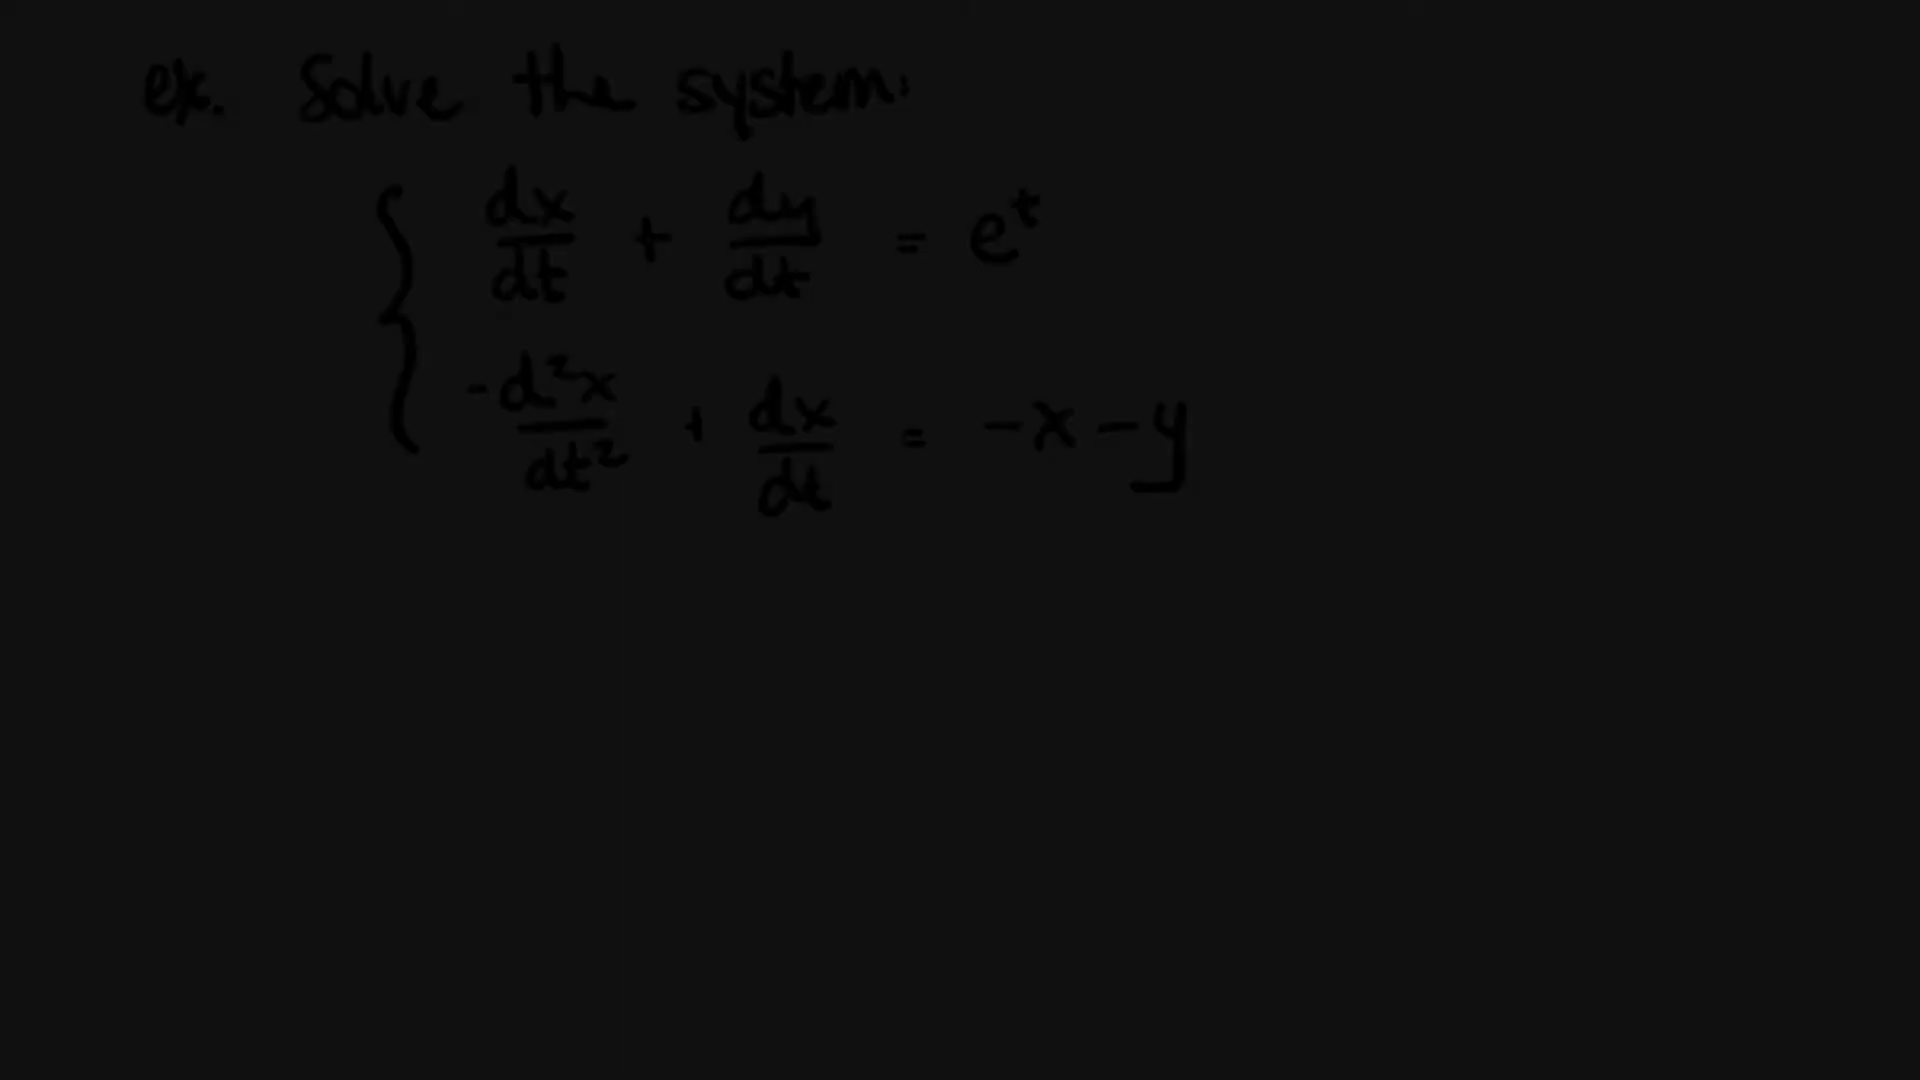 ex. Solve the system:
dx/dt + dy/dt = e^t
-d²x/dt² + dx/dt = -x - y